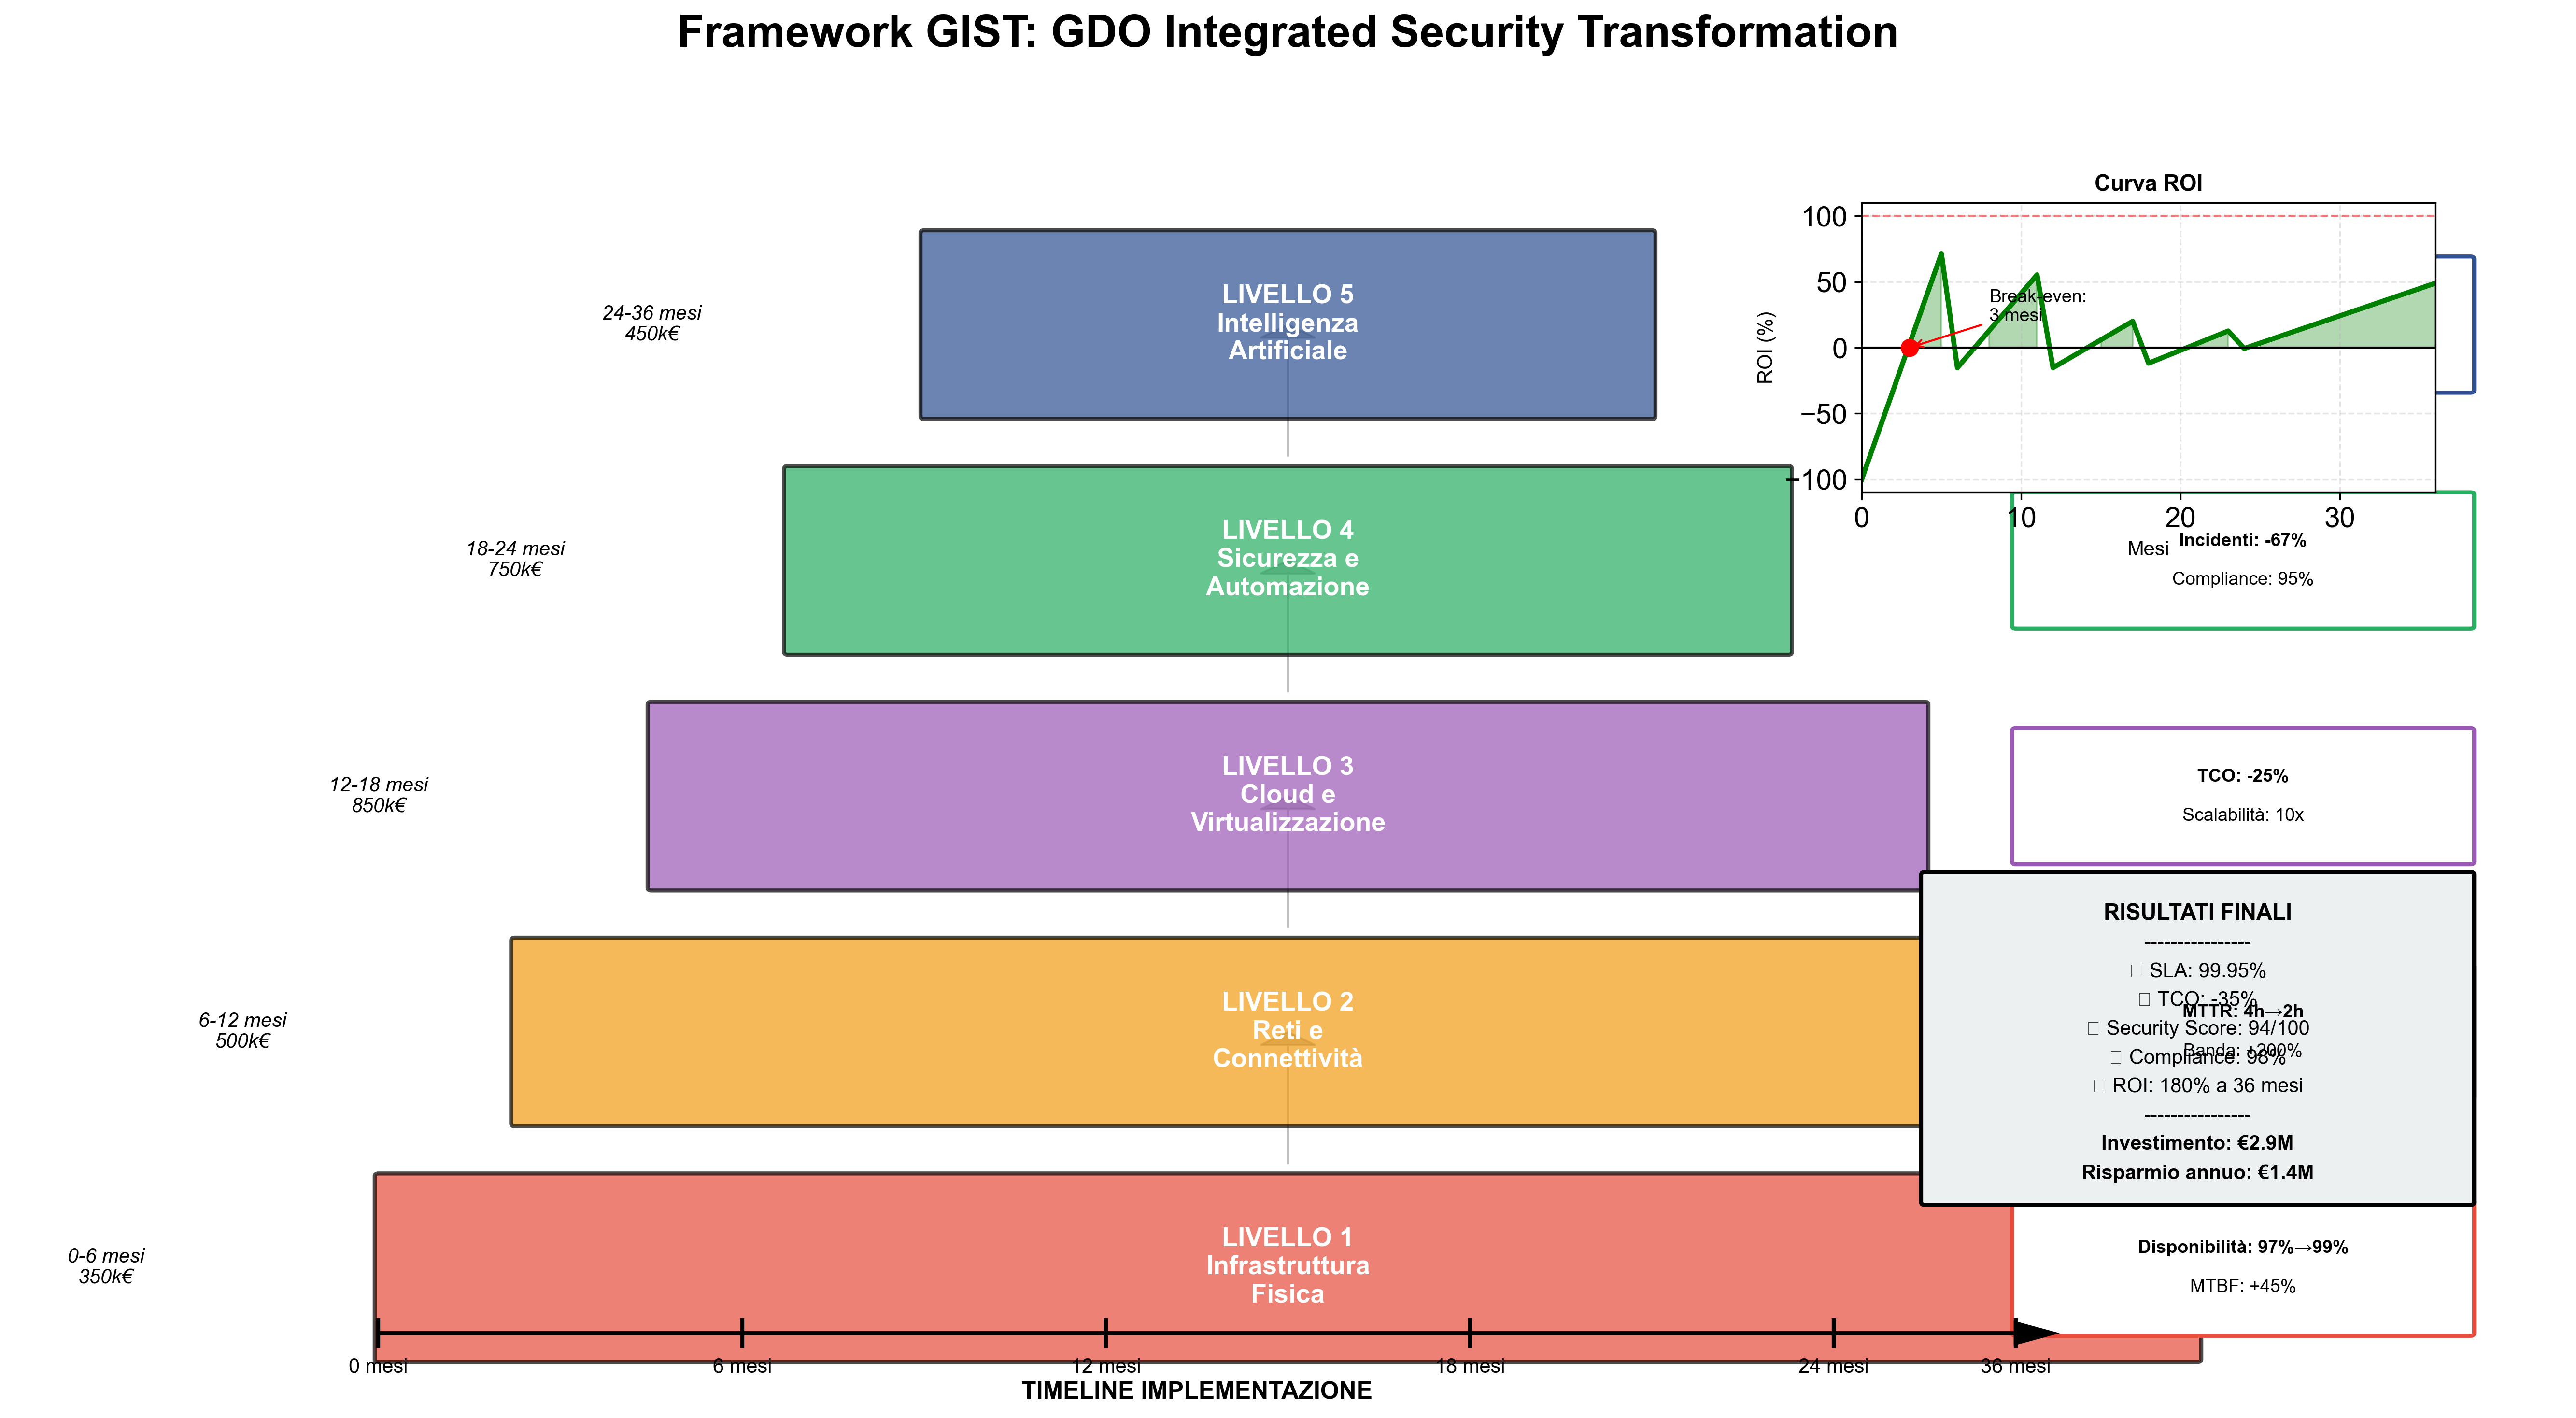 Framework GIST: GDO Integrated Security Transformation
Curva ROI
ROI (%)
100
50
0
−50
−100
Break-even:
3 mesi
0
10
20
30
Mesi
24-36 mesi
450k€
LIVELLO 5
Intelligenza
Artificiale
18-24 mesi
750k€
LIVELLO 4
Sicurezza e
Automazione
Incidenti: -67%
Compliance: 95%
12-18 mesi
850k€
LIVELLO 3
Cloud e
Virtualizzazione
TCO: -25%
Scalabilità: 10x
6-12 mesi
500k€
LIVELLO 2
Reti e
Connettività
RISULTATI FINALI
----------------
SLA: 99.95%
TCO: -35%
MTTR: 4h→2h
Security Score: 94/100
Banda: +200%
Compliance: 98%
ROI: 180% a 36 mesi
----------------
Investimento: €2.9M
Risparmio annuo: €1.4M
0-6 mesi
350k€
LIVELLO 1
Infrastruttura
Fisica
Disponibilità: 97%→99%
MTBF: +45%
0 mesi
6 mesi
12 mesi
18 mesi
24 mesi
36 mesi
TIMELINE IMPLEMENTAZIONE